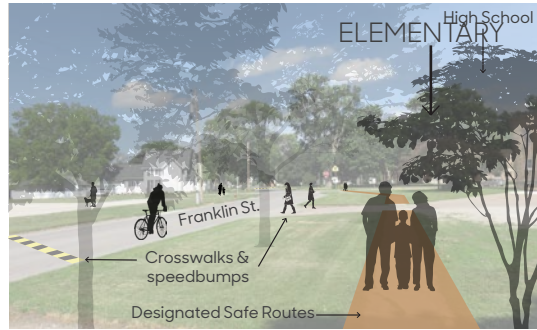 High School
ELEMENTARY
Franklin St.
Crosswalks &
speedbumps
Designated Safe Routes